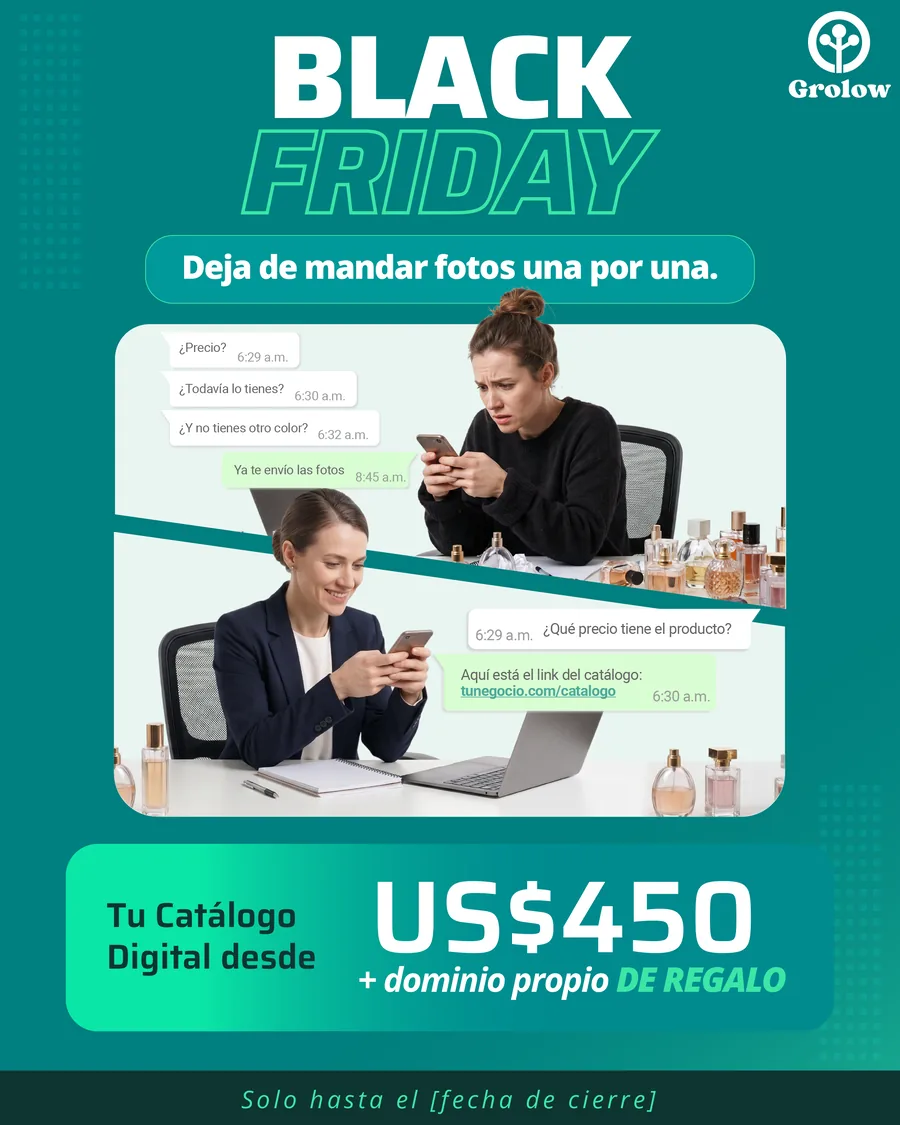 BLACK
FRIDAY
Grolow
Deja de mandar fotos una por una.
¿Precio? 6:29 a.m.
¿Todavía lo tienes? 6:30 a.m.
¿Y no tienes otro color? 6:32 a.m.
Ya te envío las fotos 8:45 a.m.
6:29 a.m. ¿Qué precio tiene el producto?
Aquí está el link del catálogo:
tunegocio.com/catalogo 6:30 a.m.
Tu Catálogo
Digital desde
US$450
+ dominio propio DE REGALO
Solo hasta el [fecha de cierre]